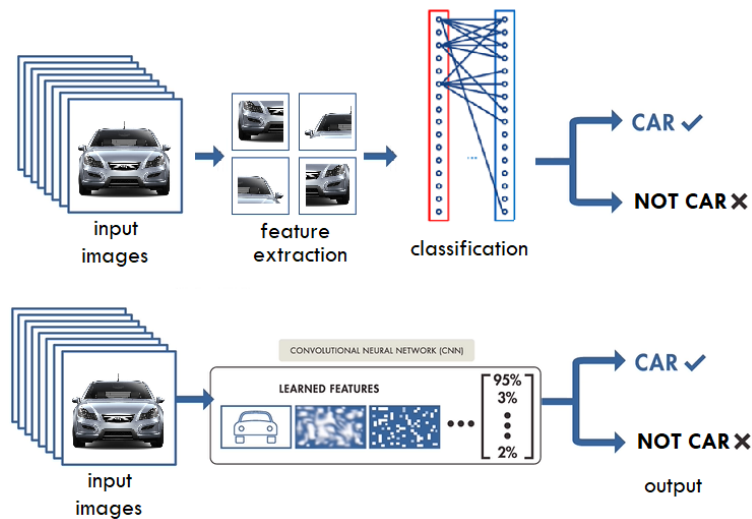 input
images
feature
extraction
classification
CAR
NOT CAR
input
images
CONVOLUTIONAL NEURAL NETWORK (CNN)
LEARNED FEATURES
95%
3%
2%
CAR
NOT CAR
output